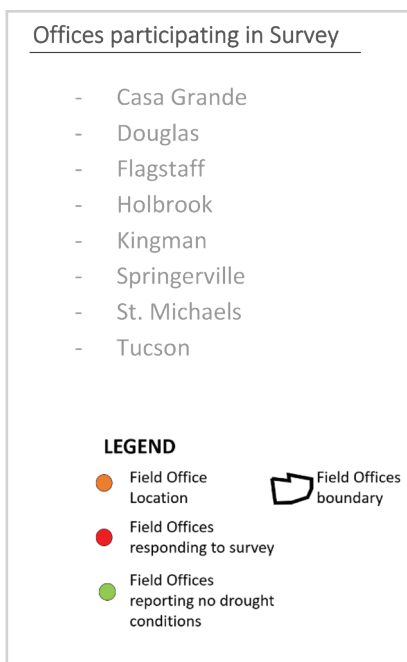 Offices participating in Survey
- Casa Grande
- Douglas
- Flagstaff
- Holbrook
- Kingman
- Springerville
- St. Michaels
- Tucson
LEGEND
Field Office
Location
Field Offices
boundary
Field Offices
responding to survey
Field Offices
reporting no drought
conditions